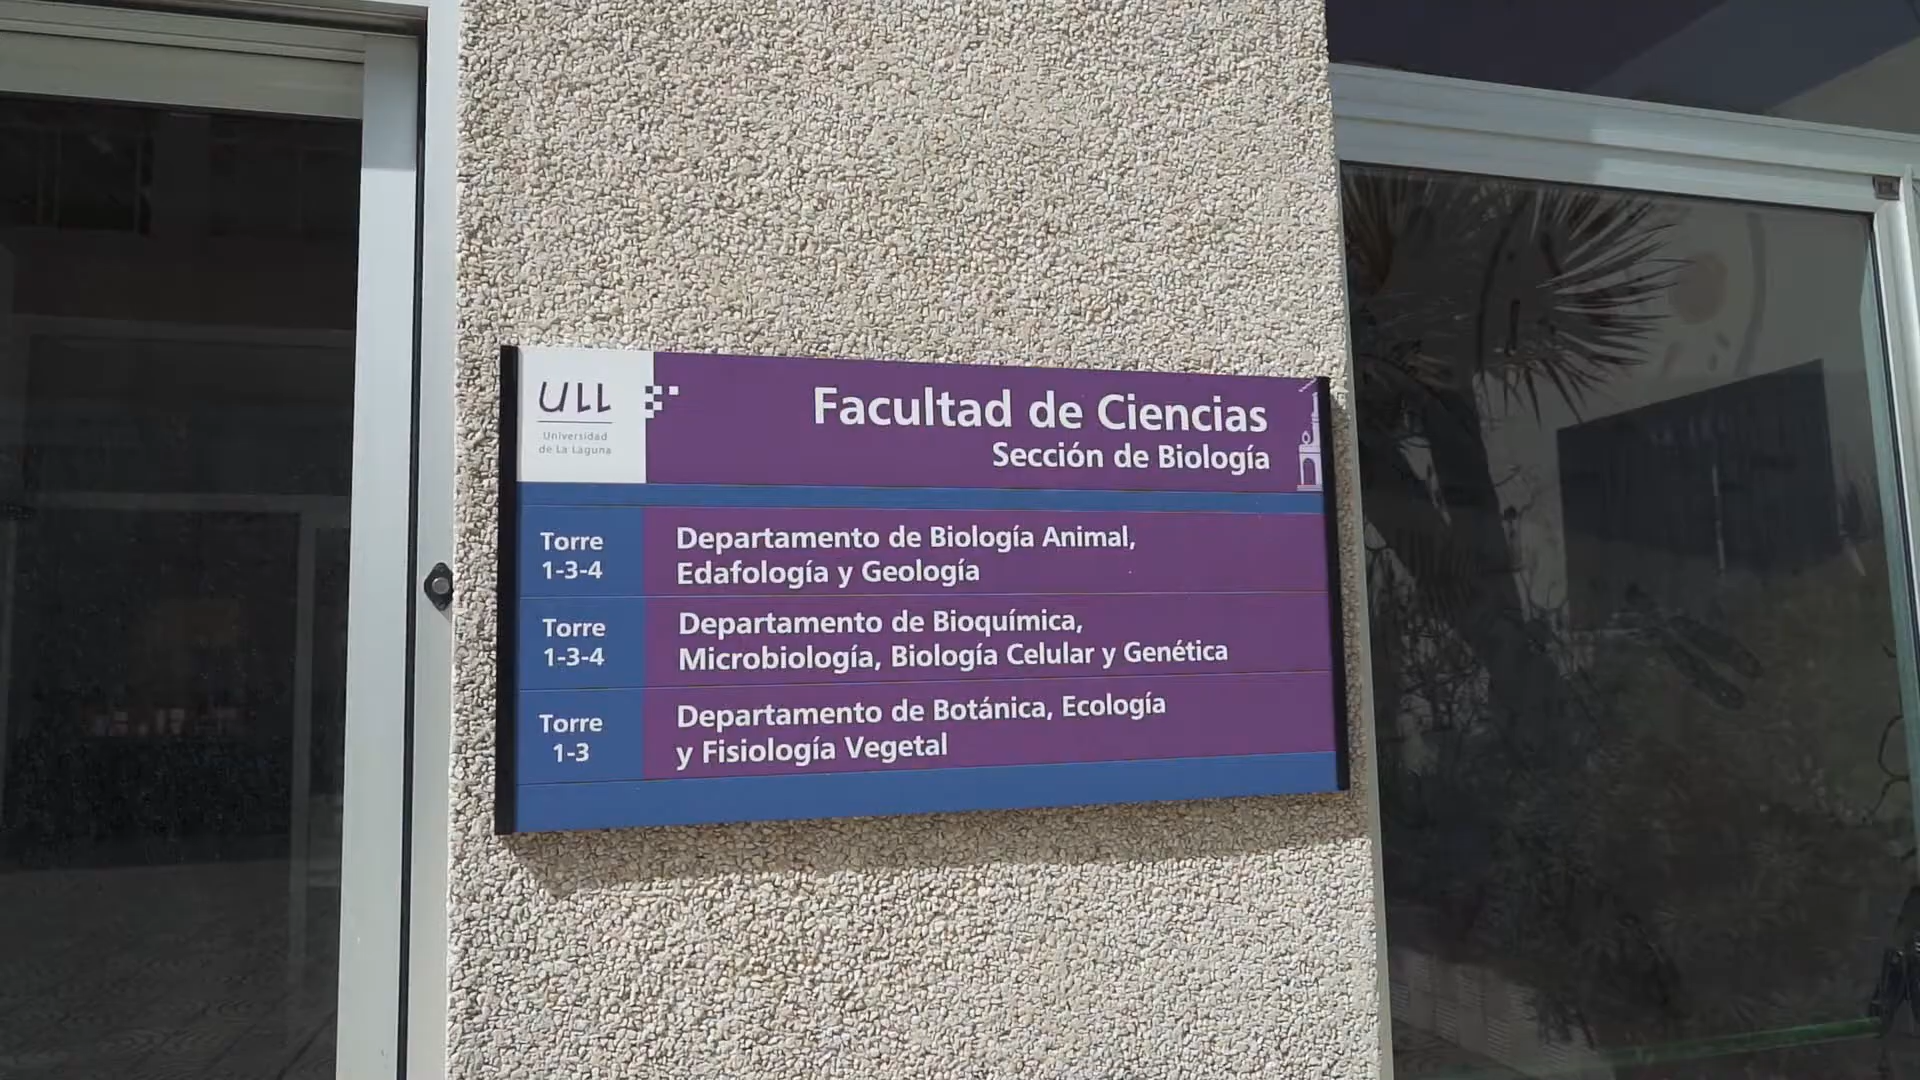 ULL
Universidad
de La Laguna
Facultad de Ciencias
Sección de Biología
Torre
1-3-4
Departamento de Biología Animal,
Edafología y Geología
Torre
1-3-4
Departamento de Bioquímica,
Microbiología, Biología Celular y Genética
Torre
1-3
Departamento de Botánica, Ecología
y Fisiología Vegetal